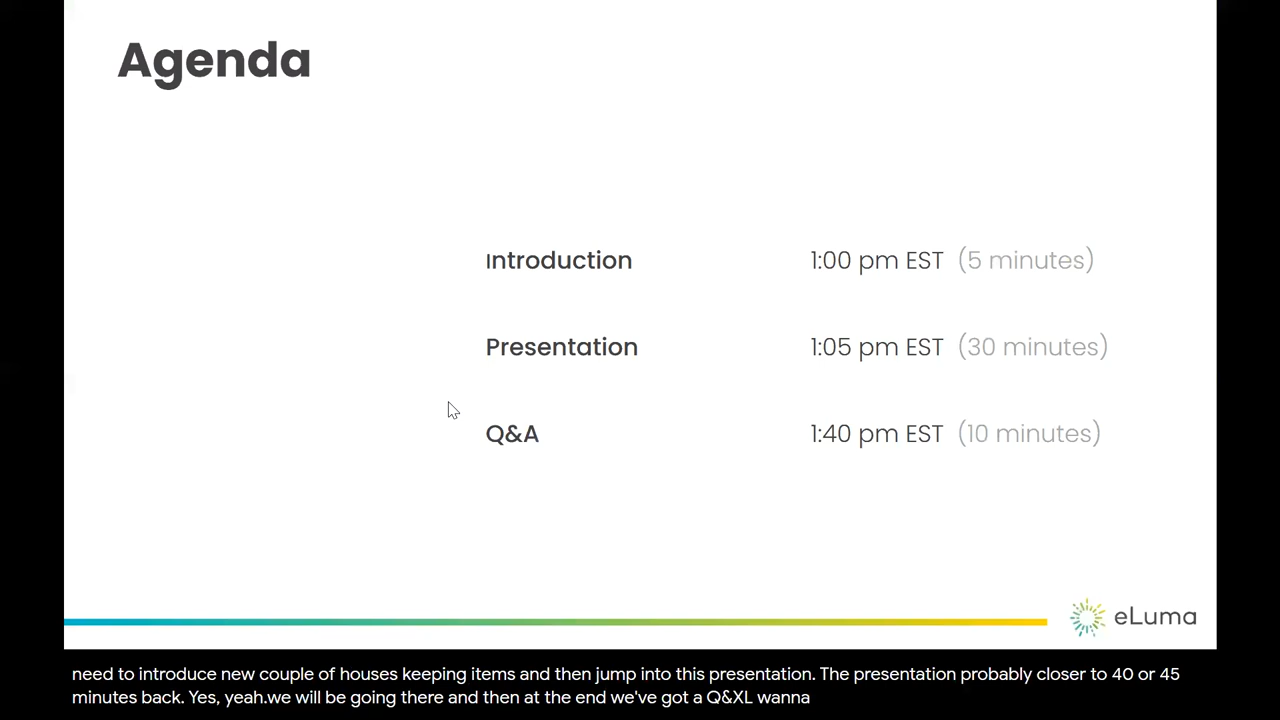 Agenda
Introduction 1:00 pm EST (5 minutes)
Presentation 1:05 pm EST (30 minutes)
Q&A 1:40 pm EST (10 minutes)
eLuma
need to introduce new couple of houses keeping items and then jump into this presentation. The presentation probably closer to 40 or 45
minutes back. Yes, yeah.we will be going there and then at the end we've got a Q&XL wanna